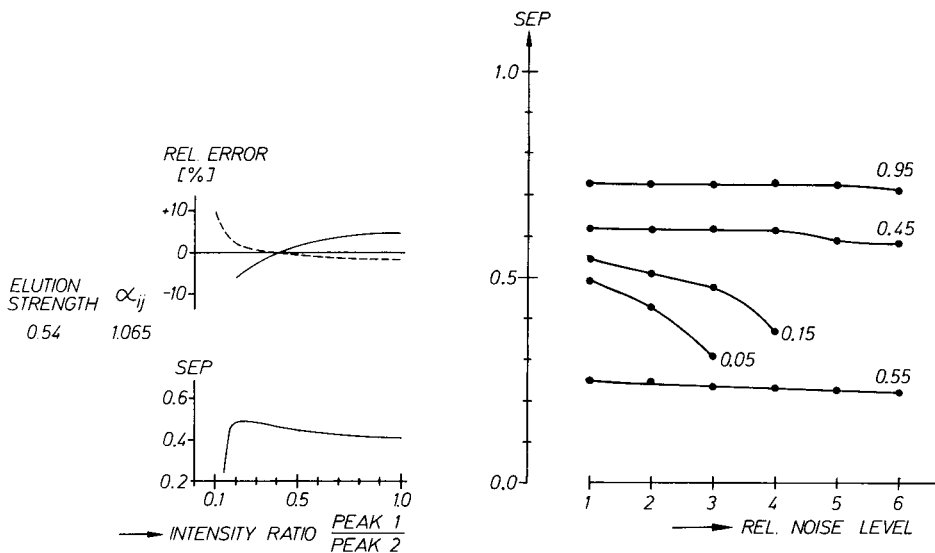 REL. ERROR
[%]
+10
0
-10
ELUTION
STRENGTH
αij
0.54
1.065
SEP
0.6
0.4
0.2
0.1
0.5
1.0
INTENSITY RATIO PEAK 1
PEAK 2
SEP
1.0
0.5
0.0
0.95
0.45
0.15
0.05
0.55
1 2 3 4 5 6
REL. NOISE LEVEL